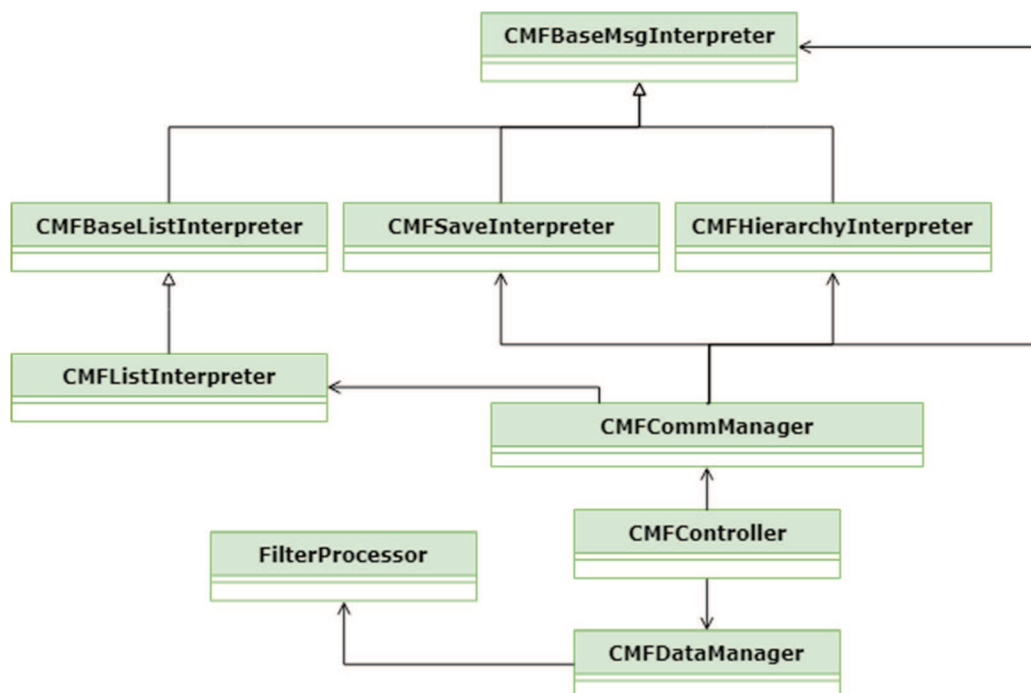 CMFBaseMsgInterpreter
CMFBaseListInterpreter
CMFSaveInterpreter
CMFHierarchyInterpreter
CMFListInterpreter
CMFCommManager
CMFController
FilterProcessor
CMFDataManager